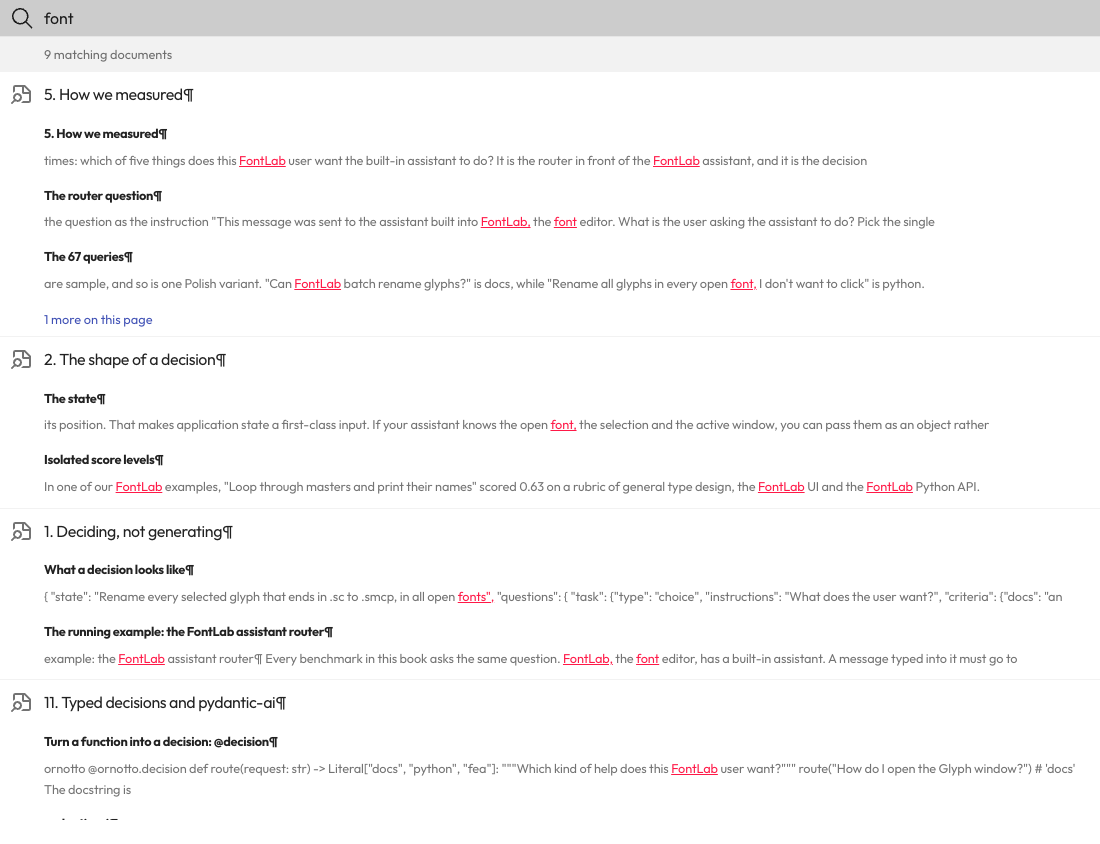 font
9 matching documents
5. How we measured¶
5. How we measured¶
times: which of five things does this FontLab user want the built-in assistant to do? It is the router in front of the FontLab assistant, and it is the decision
The router question¶
the question as the instruction "This message was sent to the assistant built into FontLab, the font editor. What is the user asking the assistant to do? Pick the single
The 67 queries¶
are sample, and so is one Polish variant. "Can FontLab batch rename glyphs?" is docs, while "Rename all glyphs in every open font, I don't want to click" is python.
1 more on this page
2. The shape of a decision¶
The state¶
its position. That makes application state a first-class input. If your assistant knows the open font, the selection and the active window, you can pass them as an object rather
Isolated score levels¶
In one of our FontLab examples, "Loop through masters and print their names" scored 0.63 on a rubric of general type design, the FontLab UI and the FontLab Python API.
1. Deciding, not generating¶
What a decision looks like¶
{ "state": "Rename every selected glyph that ends in .sc to .smcp, in all open fonts", "questions": { "task": {"type": "choice", "instructions": "What does the user want?", "criteria": {"docs": "an
The running example: the FontLab assistant router¶
example: the FontLab assistant router¶ Every benchmark in this book asks the same question. FontLab, the font editor, has a built-in assistant. A message typed into it must go to
11. Typed decisions and pydantic-ai¶
Turn a function into a decision: @decision¶
ornotto @ornotto.decision def route(request: str) -> Literal["docs", "python", "fea"]: """Which kind of help does this FontLab user want?""" route("How do I open the Glyph window?") # 'docs'
The docstring is